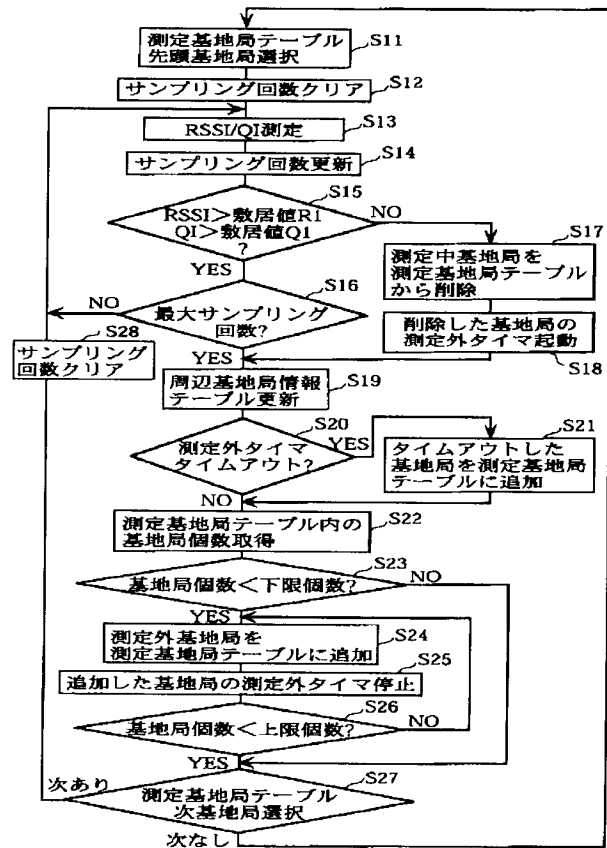 測定基地局テーブル
先頭基地局選択
S11
サンプリング回数クリア
S12
RSSI/QI測定
S13
サンプリング回数更新
S14
RSSI>敷居値R1
QI>敷居値Q1
?
S15
NO
YES
測定中基地局を
測定基地局テーブル
から削除
S17
最大サンプリング
回数?
S16
NO
YES
削除した基地局の
測定外タイマ起動
S18
S28
サンプリング
回数クリア
周辺基地局情報
テーブル更新
S19
測定外タイマ
タイムアウト?
S20
YES
NO
タイムアウトした
基地局を測定基地局
テーブルに追加
S21
測定基地局テーブル内の
基地局個数取得
S22
基地局個数<下限個数?
S23
NO
YES
測定外基地局を
測定基地局テーブルに追加
S24
追加した基地局の測定外タイマ停止
S25
基地局個数<上限個数?
S26
NO
YES
測定基地局テーブル
次基地局選択
S27
次あり
次なし